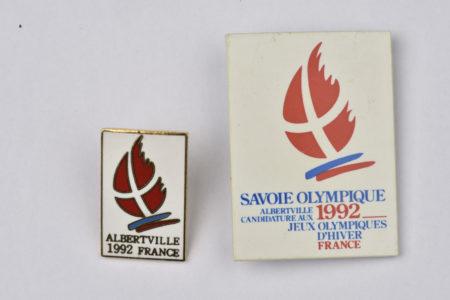 ALBERTVILLE
1992 FRANCE
SAVOIE OLYMPIQUE
ALBERTVILLE
CANDIDATURE AUX 1992
JEUX OLYMPIQUES
D'HIVER
FRANCE